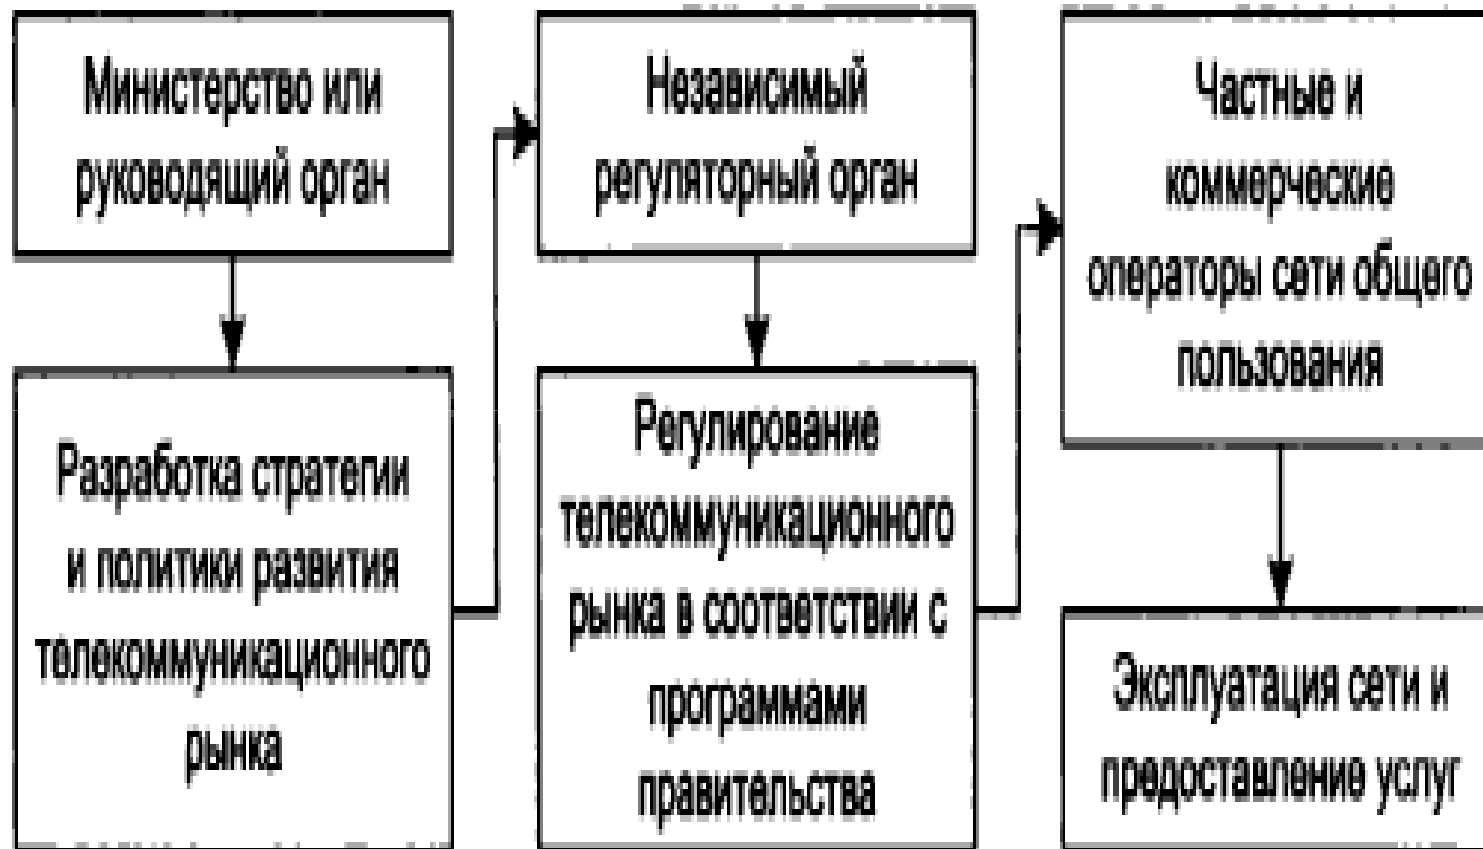 Министерство или
руководящий орган
Разработка стратегии
и политики развития
телекоммуникационного
рынка
Независимый
регуляторный орган
Регулирование
телекоммуникационного
рынка в соответствии с
программами
правительства
Частные и
коммерческие
операторы сети общего
пользования
Эксплуатация сети и
предоставление услуг